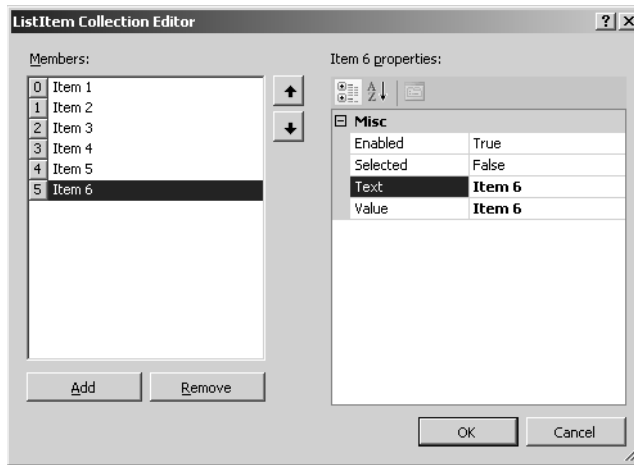 ListItem Collection Editor
Members:
0 Item 1
1 Item 2
2 Item 3
3 Item 4
4 Item 5
5 Item 6
Add
Remove
Item 6 properties:
Misc
Enabled True
Selected False
Text Item 6
Value Item 6
OK
Cancel